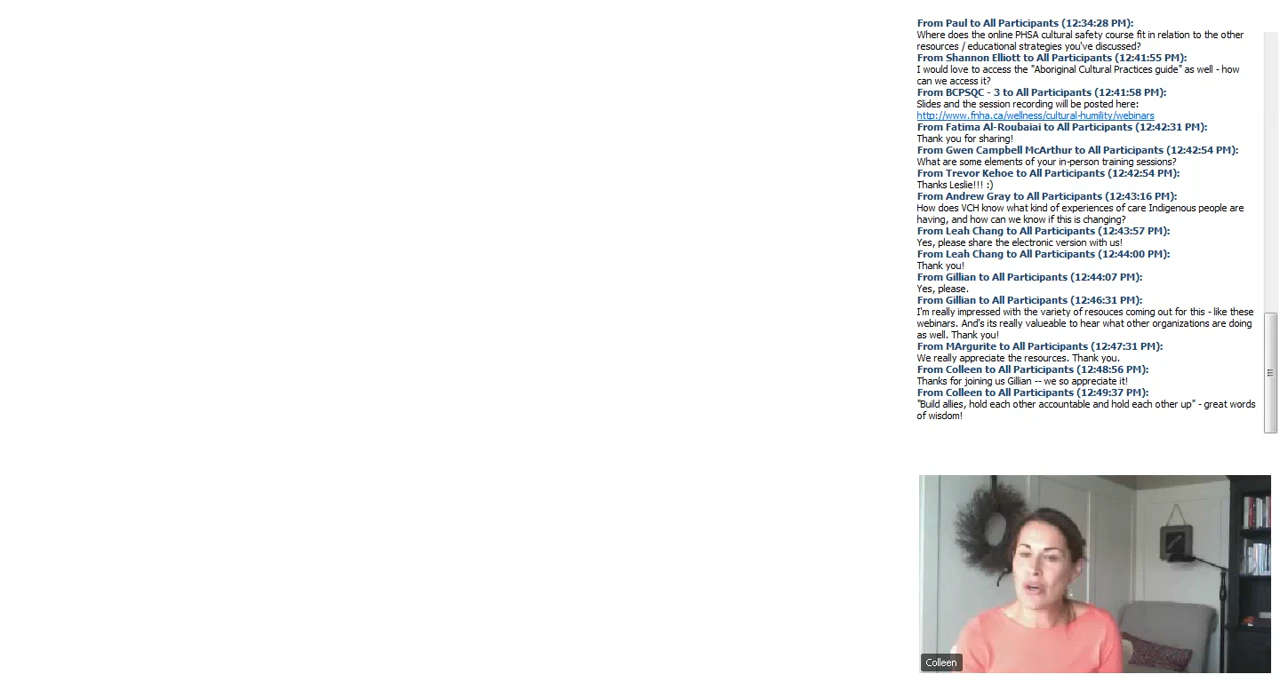 From Paul to All Participants (12:34:28 PM):
Where does the online PHSA cultural safety course fit in relation to the other
resources / educational strategies you've discussed?
From Shannon Elliott to All Participants (12:41:55 PM):
I would love to access the "Aboriginal Cultural Practices guide" as well - how
can we access it?
From BCPSQC - 3 to All Participants (12:41:58 PM):
Slides and the session recording will be posted here:
http://www.fnha.ca/wellness/cultural-humility/webinars
From Fatima Al-Roubaiai to All Participants (12:42:31 PM):
Thank you for sharing!
From Gwen Campbell McArthur to All Participants (12:42:54 PM):
What are some elements of your in-person training sessions?
From Trevor Kehoe to All Participants (12:42:54 PM):
Thanks Leslie!!! :)
From Andrew Gray to All Participants (12:43:16 PM):
How does VCH know what kind of experiences of care Indigenous people are
having, and how can we know if this is changing?
From Leah Chang to All Participants (12:43:57 PM):
Yes, please share the electronic version with us!
From Leah Chang to All Participants (12:44:00 PM):
Thank you!
From Gillian to All Participants (12:44:07 PM):
Yes, please.
From Gillian to All Participants (12:46:31 PM):
I'm really impressed with the variety of resouces coming out for this - like these
webinars. And's its really valueable to hear what other organizations are doing
as well. Thank you!
From MArgurite to All Participants (12:47:31 PM):
We really appreciate the resources. Thank you.
From Colleen to All Participants (12:48:56 PM):
Thanks for joining us Gillian -- we so appreciate it!
From Colleen to All Participants (12:49:37 PM):
"Build allies, hold each other accountable and hold each other up" - great words
of wisdom!
Colleen